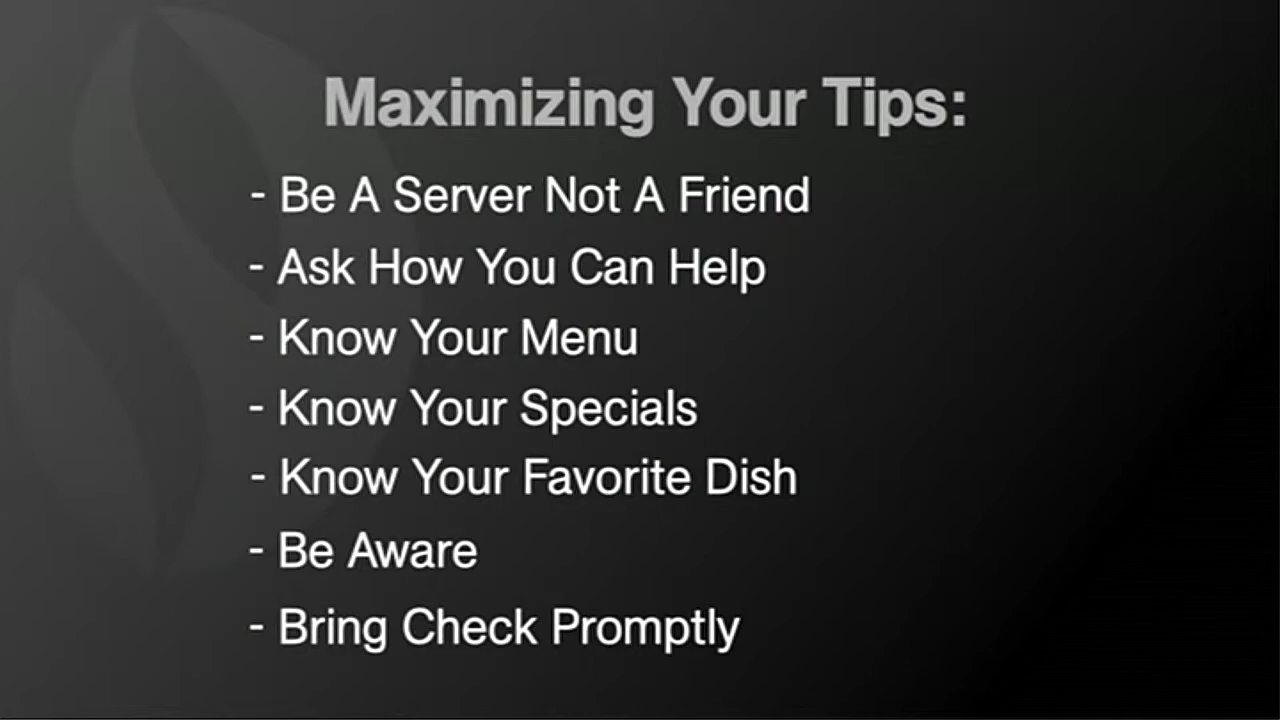 Maximizing Your Tips:
- Be A Server Not A Friend
- Ask How You Can Help
- Know Your Menu
- Know Your Specials
- Know Your Favorite Dish
- Be Aware
- Bring Check Promptly